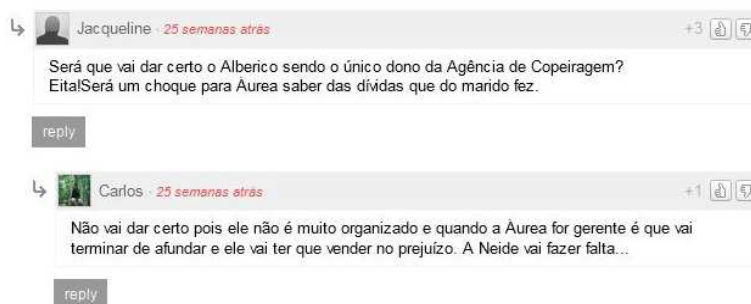 Jacqueline · 25 semanas atrás
+3
Será que vai dar certo o Alberico sendo o único dono da Agência de Copeiragem?
Eita!Será um choque para Àurea saber das dívidas que do marido fez.
reply
Carlos · 25 semanas atrás
+1
Não vai dar certo pois ele não é muito organizado e quando a Àurea for gerente é que vai
terminar de afundar e ele vai ter que vender no prejuízo. A Neide vai fazer falta...
reply